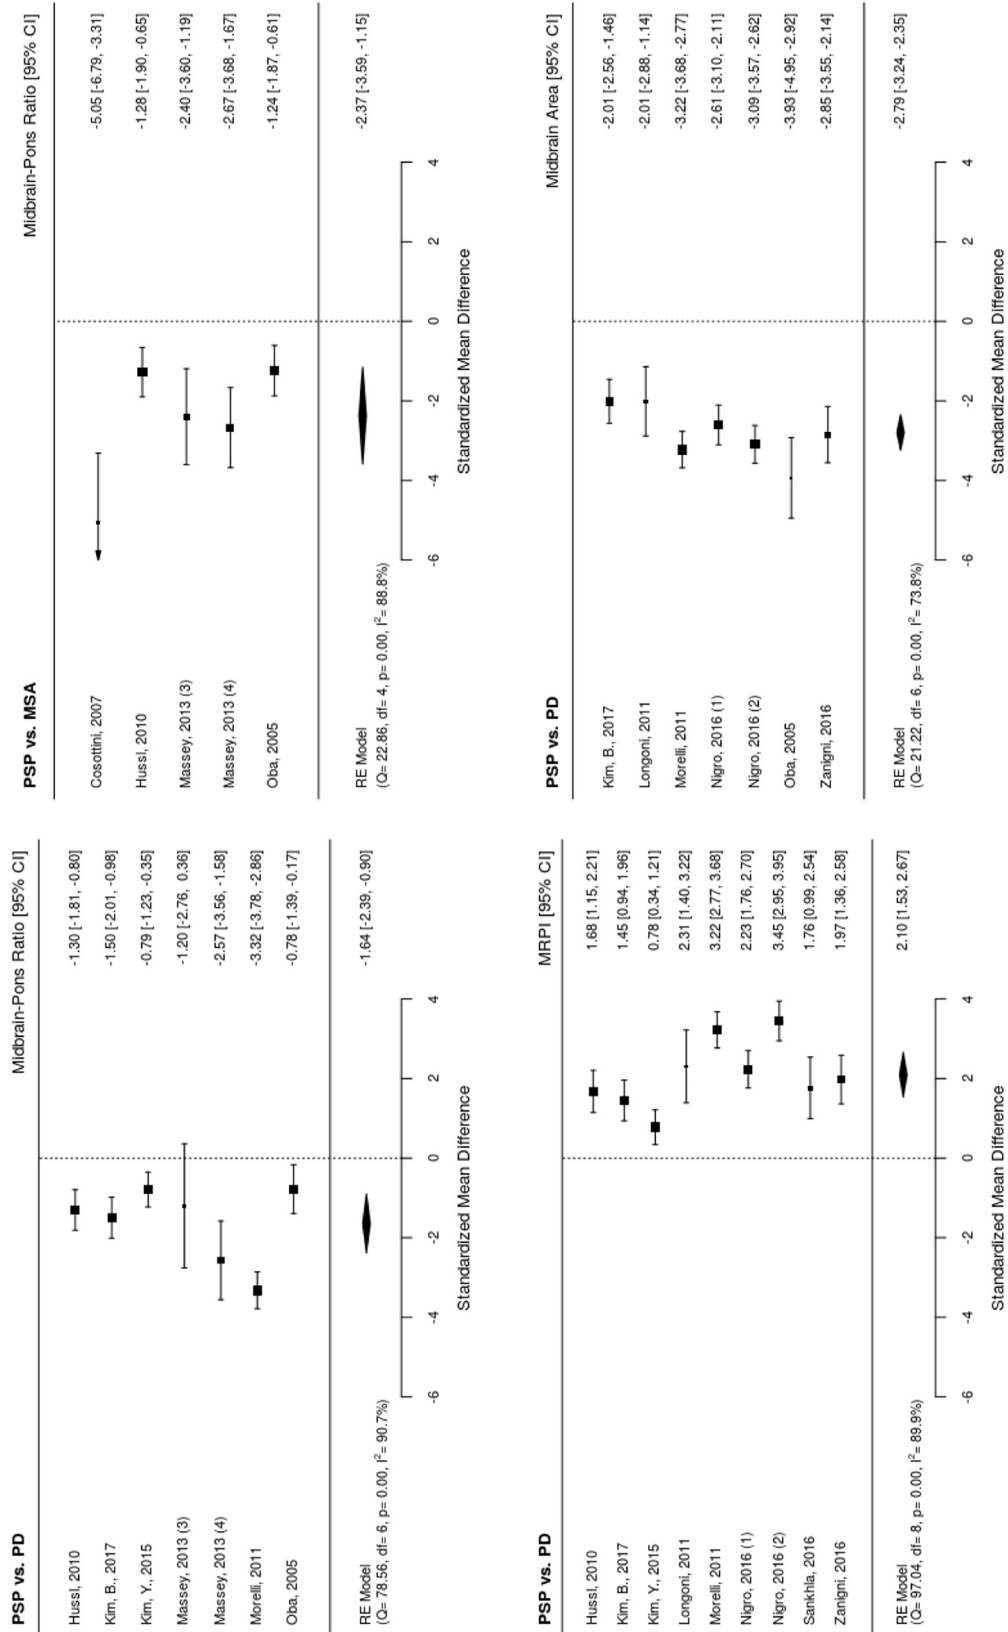 PSP vs. PD Midbrain-Pons Ratio [95% CI]
Hussl, 2010 -1.30 [-1.81, -0.80]
Kim, B., 2017 -1.50 [-2.01, -0.98]
Kim, Y., 2015 -0.79 [-1.23, -0.35]
Massey, 2013 (3) -1.20 [-2.76, 0.36]
Massey, 2013 (4) -2.57 [-3.56, -1.58]
Morelli, 2011 -3.32 [-3.78, -2.86]
Oba, 2005 -0.78 [-1.39, -0.17]
RE Model -1.64 [-2.39, -0.90]
(Q= 78.56, df= 6, p= 0.00, I²= 90.7%)
-6 -4 -2 0 2 4
Standardized Mean Difference
PSP vs. MSA Midbrain-Pons Ratio [95% CI]
Cosottini, 2007 -5.05 [-6.79, -3.31]
Hussl, 2010 -1.28 [-1.90, -0.65]
Massey, 2013 (3) -2.40 [-3.60, -1.19]
Massey, 2013 (4) -2.67 [-3.68, -1.67]
Oba, 2005 -1.24 [-1.87, -0.61]
RE Model -2.37 [-3.59, -1.15]
(Q= 22.86, df= 4, p= 0.00, I²= 88.8%)
-6 -4 -2 0 2 4
Standardized Mean Difference
PSP vs. PD MRPI [95% CI]
Hussl, 2010 1.68 [1.15, 2.21]
Kim, B., 2017 1.45 [0.94, 1.96]
Kim, Y., 2015 0.78 [0.34, 1.21]
Longoni, 2011 2.31 [1.40, 3.22]
Morelli, 2011 3.22 [2.77, 3.68]
Nigro, 2016 (1) 2.23 [1.76, 2.70]
Nigro, 2016 (2) 3.45 [2.95, 3.95]
Sankhla, 2016 1.76 [0.99, 2.54]
Zanigni, 2016 1.97 [1.36, 2.58]
RE Model 2.10 [1.53, 2.67]
(Q= 97.04, df= 8, p= 0.00, I²= 89.9%)
-6 -4 -2 0 2 4
Standardized Mean Difference
PSP vs. PD Midbrain Area [95% CI]
Kim, B., 2017 -2.01 [-2.56, -1.46]
Longoni, 2011 -2.01 [-2.88, -1.14]
Morelli, 2011 -3.22 [-3.68, -2.77]
Nigro, 2016 (1) -2.61 [-3.10, -2.11]
Nigro, 2016 (2) -3.09 [-3.57, -2.62]
Oba, 2005 -3.93 [-4.95, -2.92]
Zanigni, 2016 -2.85 [-3.55, -2.14]
RE Model -2.79 [-3.24, -2.35]
(Q= 21.22, df= 6, p= 0.00, I²= 73.8%)
-6 -4 -2 0 2 4
Standardized Mean Difference